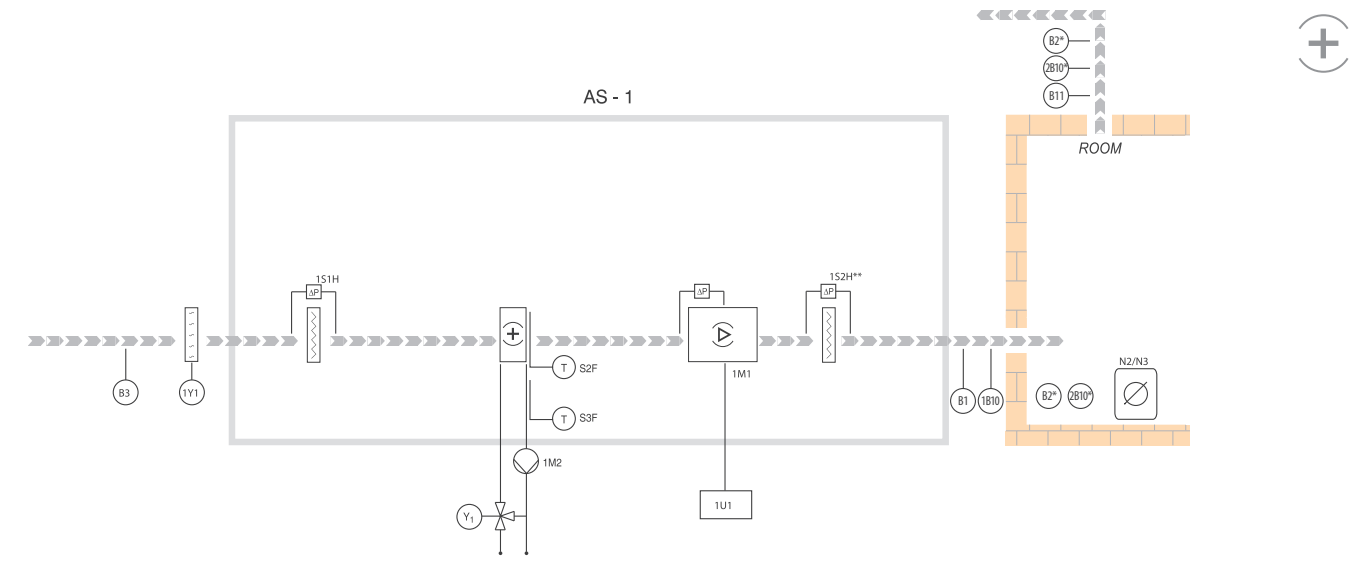 B2*
2B10*
B11
AS - 1
ROOM
1S1H
ΔP
ΔP
1S2H**
ΔP
B3
1Y1
T S2F
T S3F
1M1
N2/N3
B1
1B10
B2*
2B10*
1M2
1U1
Y₁